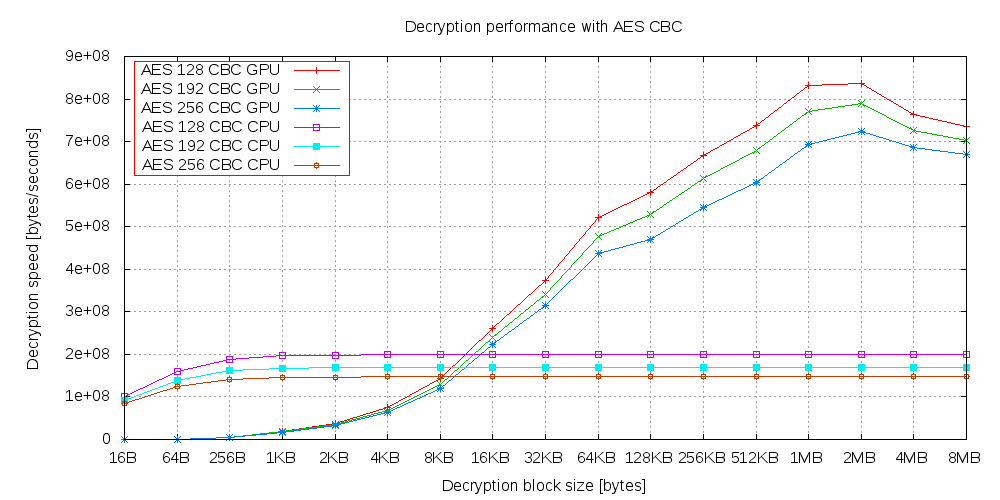 Decryption performance with AES CBC
Decryption speed [bytes/seconds]
9e+08
8e+08
7e+08
6e+08
5e+08
4e+08
3e+08
2e+08
1e+08
0
AES 128 CBC GPU
AES 192 CBC GPU
AES 256 CBC GPU
AES 128 CBC CPU
AES 192 CBC CPU
AES 256 CBC CPU
16B 64B 256B 1KB 2KB 4KB 8KB 16KB 32KB 64KB 128KB 256KB 512KB 1MB 2MB 4MB 8MB
Decryption block size [bytes]